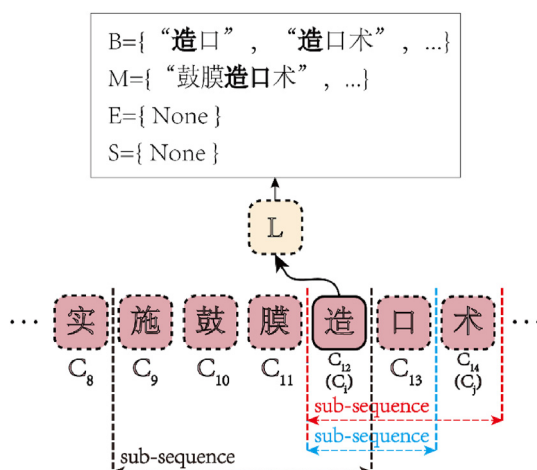 B={ “造口” , “造口术” , ...}
M={ “鼓膜造口术” , ...}
E={ None }
S={ None }
L
... 实 施 鼓 膜 造 口 术 ...
C8 C9 C10 C11 C12 C13 C14
(Ci) (Cj)
sub-sequence
sub-sequence
sub-sequence